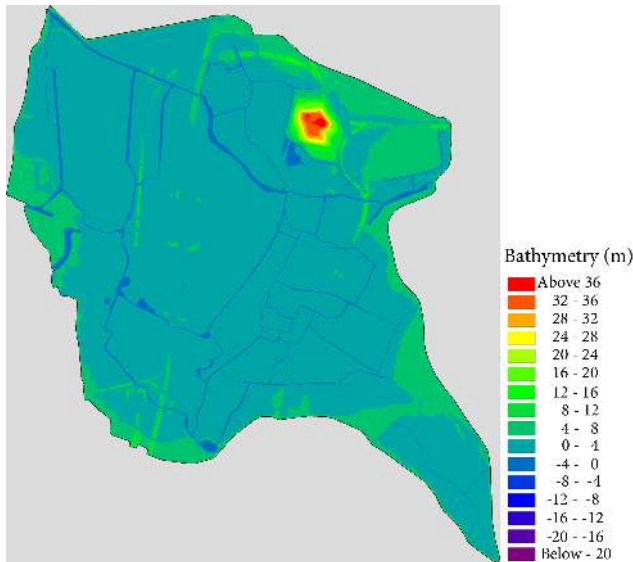 Bathymetry (m)
Above 36
32 - 36
28 - 32
24 - 28
20 - 24
16 - 20
12 - 16
8 - 12
4 - 8
0 - 4
-4 - 0
-8 - -4
-12 - -8
-16 - -12
-20 - -16
Below - 20